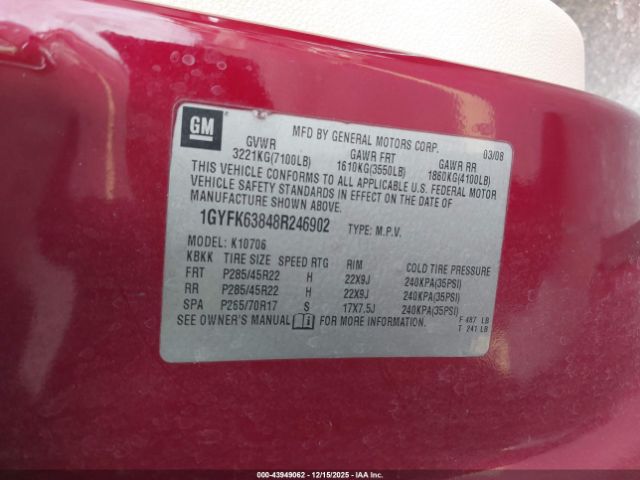 GM
MFD BY GENERAL MOTORS CORP. 03/08
GVWR GAWR FRT GAWR RR
3221KG(7100LB) 1610KG(3550LB) 1860KG(4100LB)
THIS VEHICLE CONFORMS TO ALL APPLICABLE U.S. FEDERAL MOTOR
VEHICLE SAFETY STANDARDS IN EFFECT ON THE DATE OF
MANUFACTURE SHOWN ABOVE.
1GYFK63848R246902 TYPE: M.P.V.
MODEL: K10706
KBKK TIRE SIZE SPEED RTG RIM COLD TIRE PRESSURE
FRT P285/45R22 H 22X9J 240KPA(35PSI)
RR P285/45R22 H 22X9J 240KPA(35PSI)
SPA P265/70R17 S 17X7.5J 240KPA(35PSI)
SEE OWNER'S MANUAL i FOR MORE INFORMATION.
F 487 LB
T 241 LB
000-43949062 - 12/15/2025 - IAAI.CA